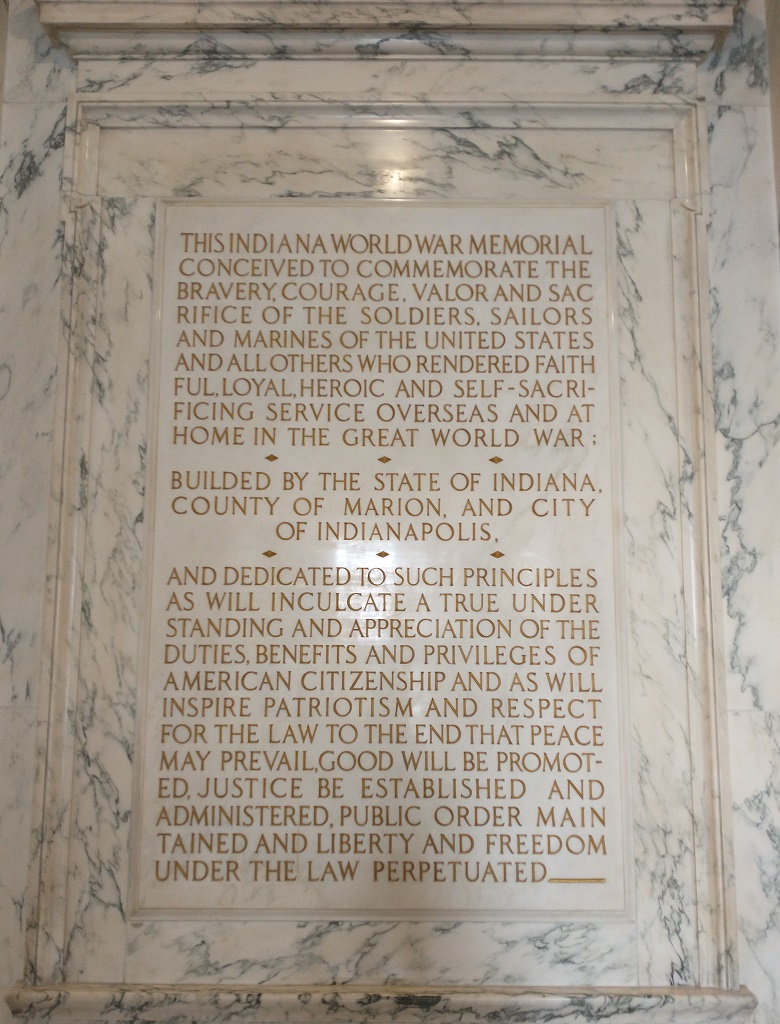 THIS INDIANA WORLD WAR MEMORIAL
CONCEIVED TO COMMEMORATE THE
BRAVERY, COURAGE, VALOR AND SAC
RIFICE OF THE SOLDIERS, SAILORS
AND MARINES OF THE UNITED STATES
AND ALL OTHERS WHO RENDERED FAITH
FUL, LOYAL, HEROIC AND SELF-SACRI-
FICING SERVICE OVERSEAS AND AT
HOME IN THE GREAT WORLD WAR;
BUILDED BY THE STATE OF INDIANA,
COUNTY OF MARION, AND CITY
OF INDIANAPOLIS,
AND DEDICATED TO SUCH PRINCIPLES
AS WILL INCULCATE A TRUE UNDER
STANDING AND APPRECIATION OF THE
DUTIES, BENEFITS AND PRIVILEGES OF
AMERICAN CITIZENSHIP AND AS WILL
INSPIRE PATRIOTISM AND RESPECT
FOR THE LAW TO THE END THAT PEACE
MAY PREVAIL, GOOD WILL BE PROMOT-
ED, JUSTICE BE ESTABLISHED AND
ADMINISTERED, PUBLIC ORDER MAIN
TAINED AND LIBERTY AND FREEDOM
UNDER THE LAW PERPETUATED